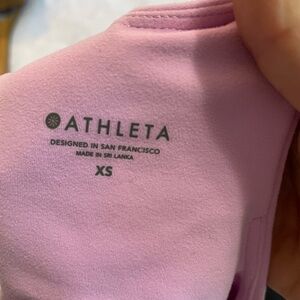 ATHLETA
DESIGNED IN SAN FRANCISCO
MADE IN SRI LANKA
XS